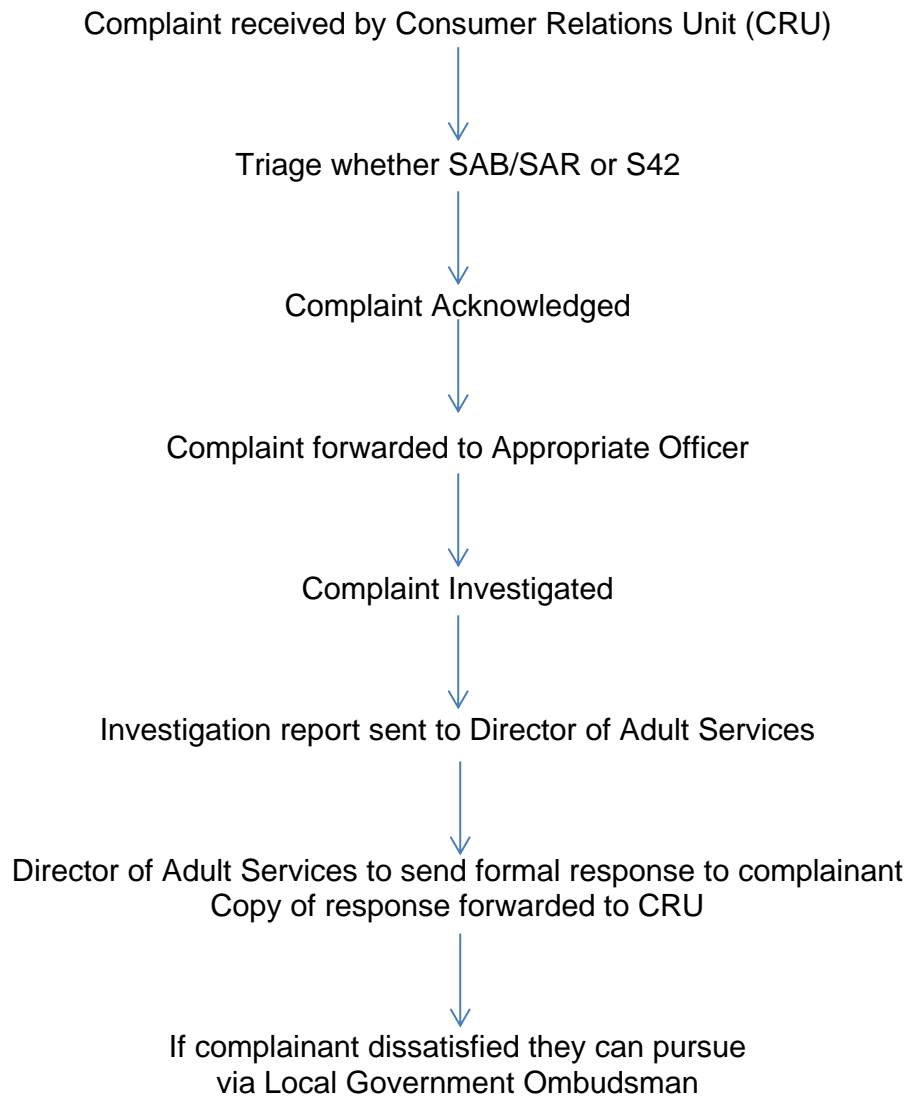 Complaint received by Consumer Relations Unit (CRU)
Triage whether SAB/SAR or S42
Complaint Acknowledged
Complaint forwarded to Appropriate Officer
Complaint Investigated
Investigation report sent to Director of Adult Services
Director of Adult Services to send formal response to complainant
Copy of response forwarded to CRU
If complainant dissatisfied they can pursue
via Local Government Ombudsman